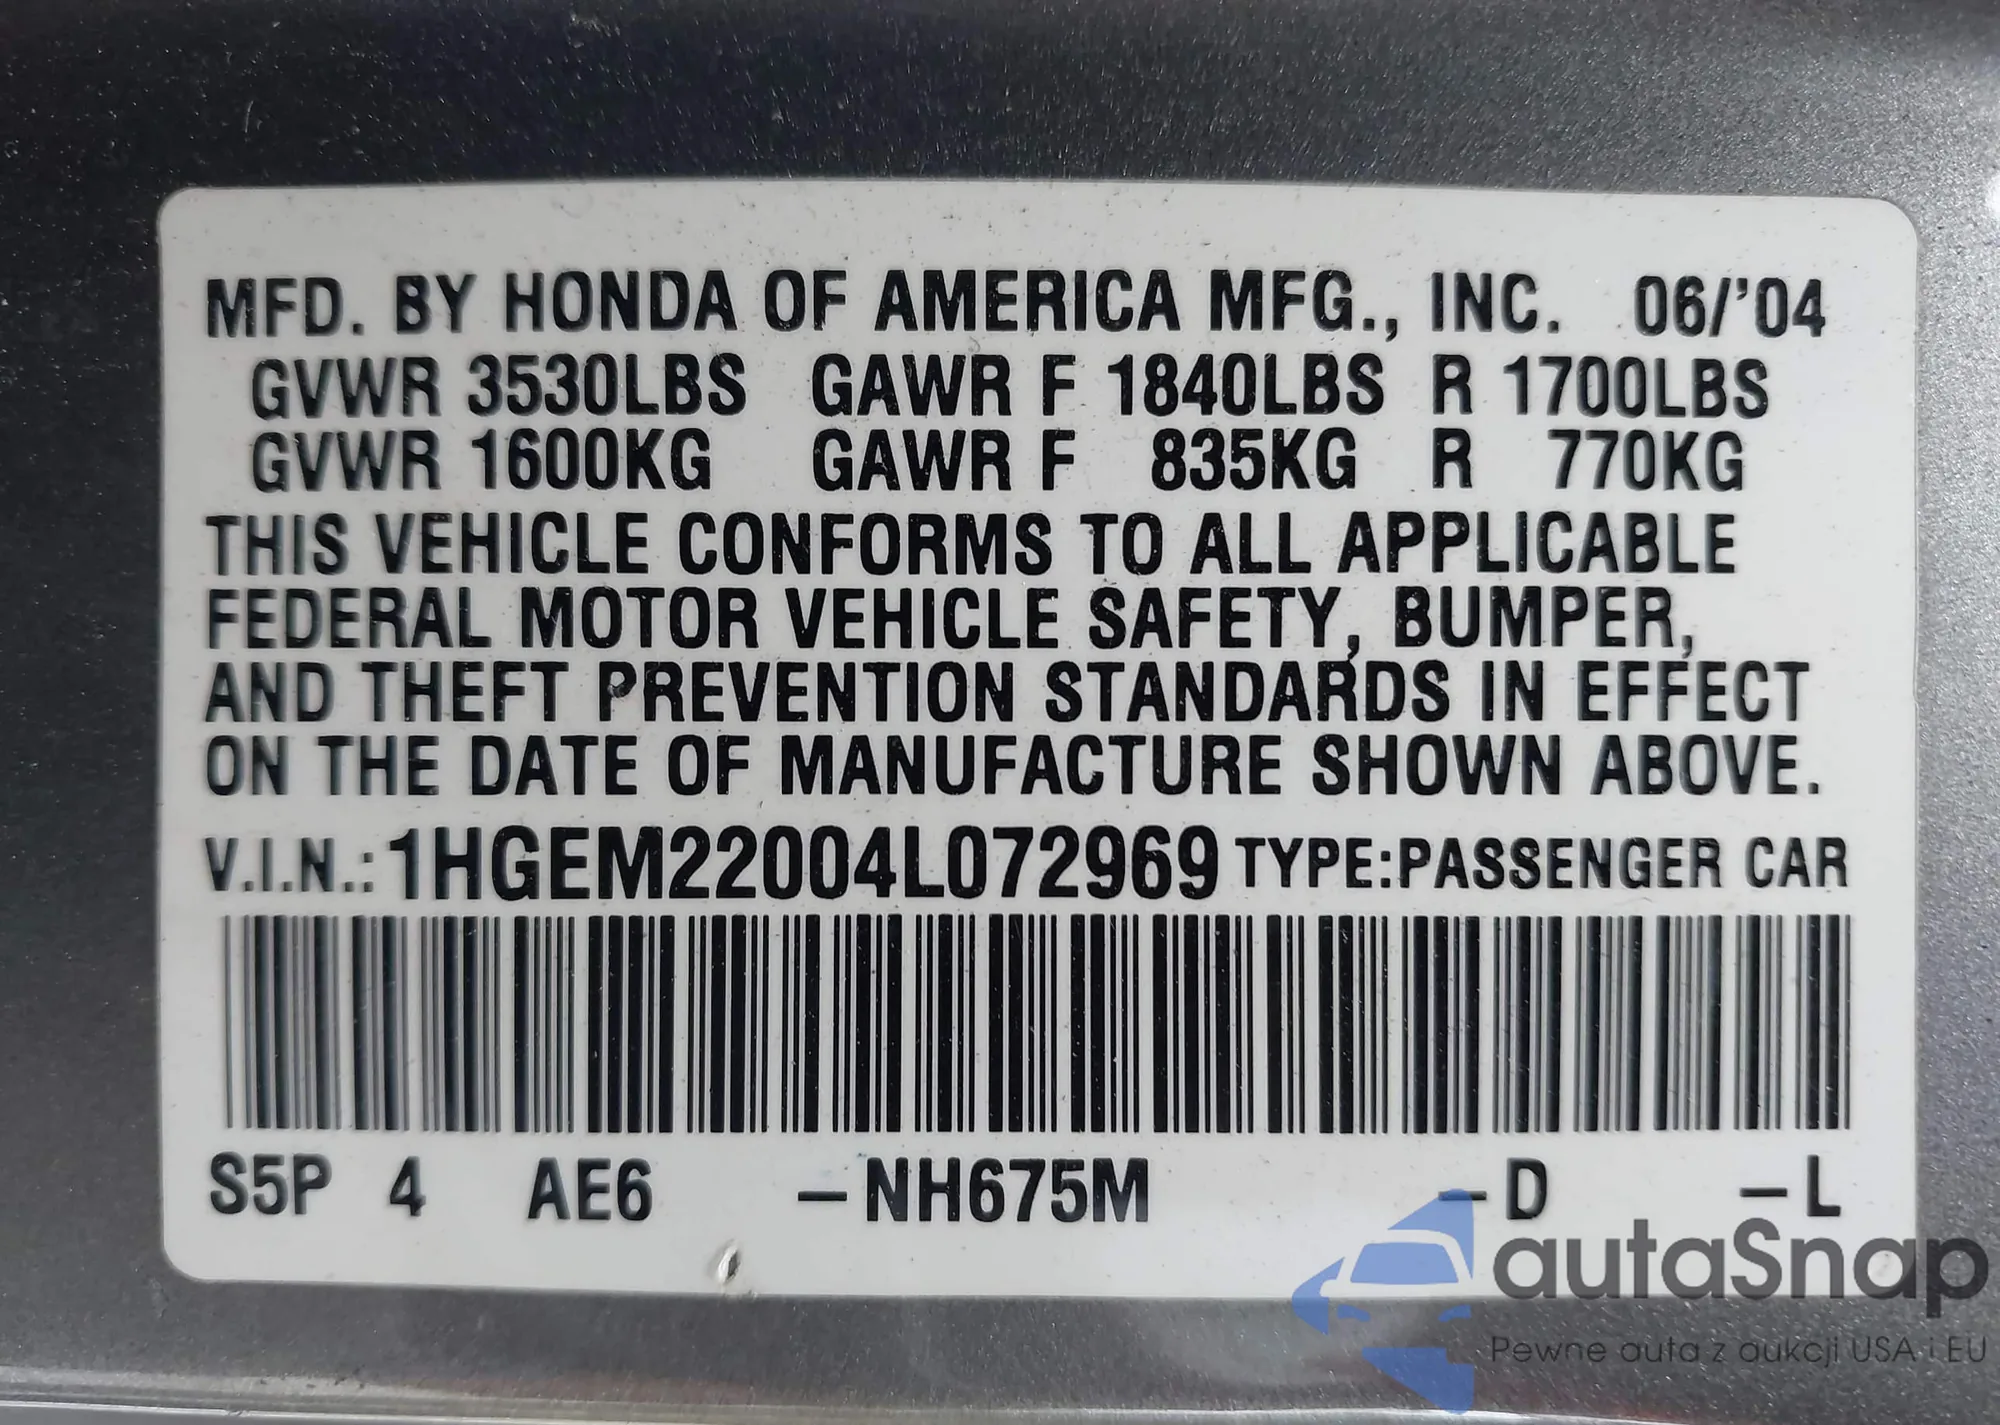 MFD. BY HONDA OF AMERICA MFG., INC. 06/'04
GVWR 3530LBS GAWR F 1840LBS R 1700LBS
GVWR 1600KG GAWR F 835KG R 770KG
THIS VEHICLE CONFORMS TO ALL APPLICABLE
FEDERAL MOTOR VEHICLE SAFETY, BUMPER,
AND THEFT PREVENTION STANDARDS IN EFFECT
ON THE DATE OF MANUFACTURE SHOWN ABOVE.
V.I.N.: 1HGEM22004L072969 TYPE:PASSENGER CAR
S5P 4 AE6 –NH675M –D –L
autaSnap
Pewne auta z aukcji USA i EU